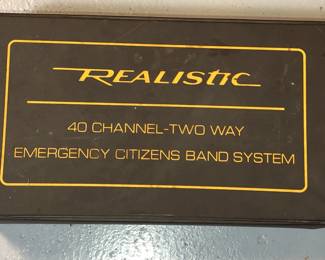 REALISTIC
40 CHANNEL-TWO WAY
EMERGENCY CITIZENS BAND SYSTEM